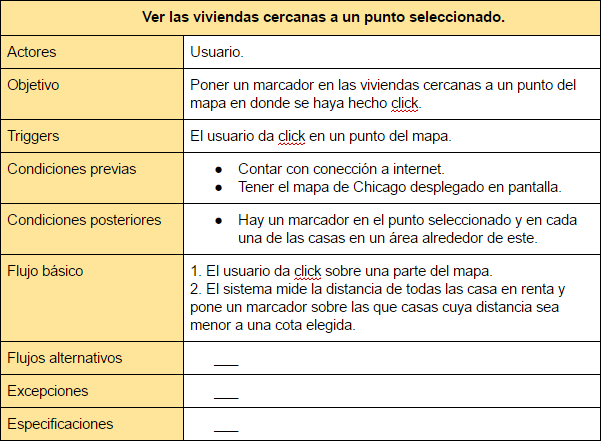 Ver las viviendas cercanas a un punto seleccionado.
Actores
Usuario.
Objetivo
Poner un marcador en las viviendas cercanas a un punto del
mapa en donde se haya hecho click.
Triggers
El usuario da click en un punto del mapa.
Condiciones previas
● Contar con conección a internet.
● Tener el mapa de Chicago desplegado en pantalla.
Condiciones posteriores
● Hay un marcador en el punto seleccionado y en cada
una de las casas en un área alrededor de este.
Flujo básico
1. El usuario da click sobre una parte del mapa.
2. El sistema mide la distancia de todas las casa en renta y
pone un marcador sobre las que casas cuya distancia sea
menor a una cota elegida.
Flujos alternativos
___
Excepciones
___
Especificaciones
___